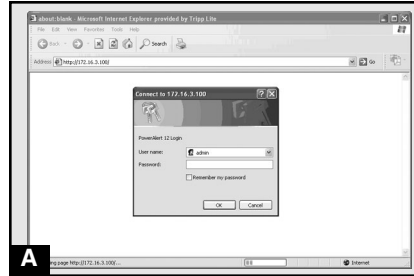 about:blank - Microsoft Internet Explorer provided by Tripp Lite
File Edit View Favorites Tools Help
Back Search
Address http://172.16.3.100/ Go
Connect to 172.16.3.100
PowerAlert 12 Login
User name: admin
Password:
Remember my password
OK Cancel
A
ing page http://172.16.3.100/... Internet